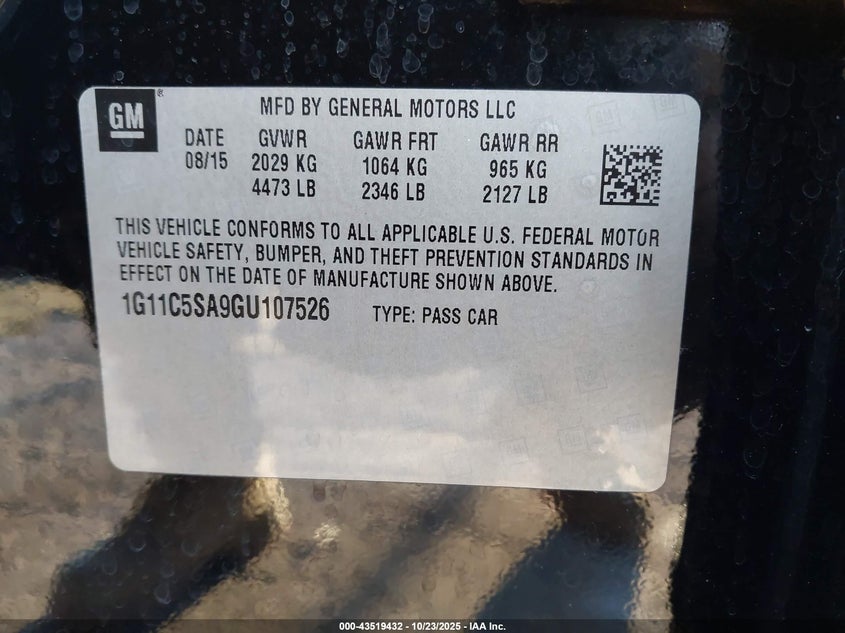 GM ®
MFD BY GENERAL MOTORS LLC
DATE GVWR GAWR FRT GAWR RR
08/15 2029 KG 1064 KG 965 KG
4473 LB 2346 LB 2127 LB
THIS VEHICLE CONFORMS TO ALL APPLICABLE U.S. FEDERAL MOTOR
VEHICLE SAFETY, BUMPER, AND THEFT PREVENTION STANDARDS IN
EFFECT ON THE DATE OF MANUFACTURE SHOWN ABOVE.
1G11C5SA9GU107526 TYPE: PASS CAR
000-43519432 - 10/23/2025 - IAA Inc.